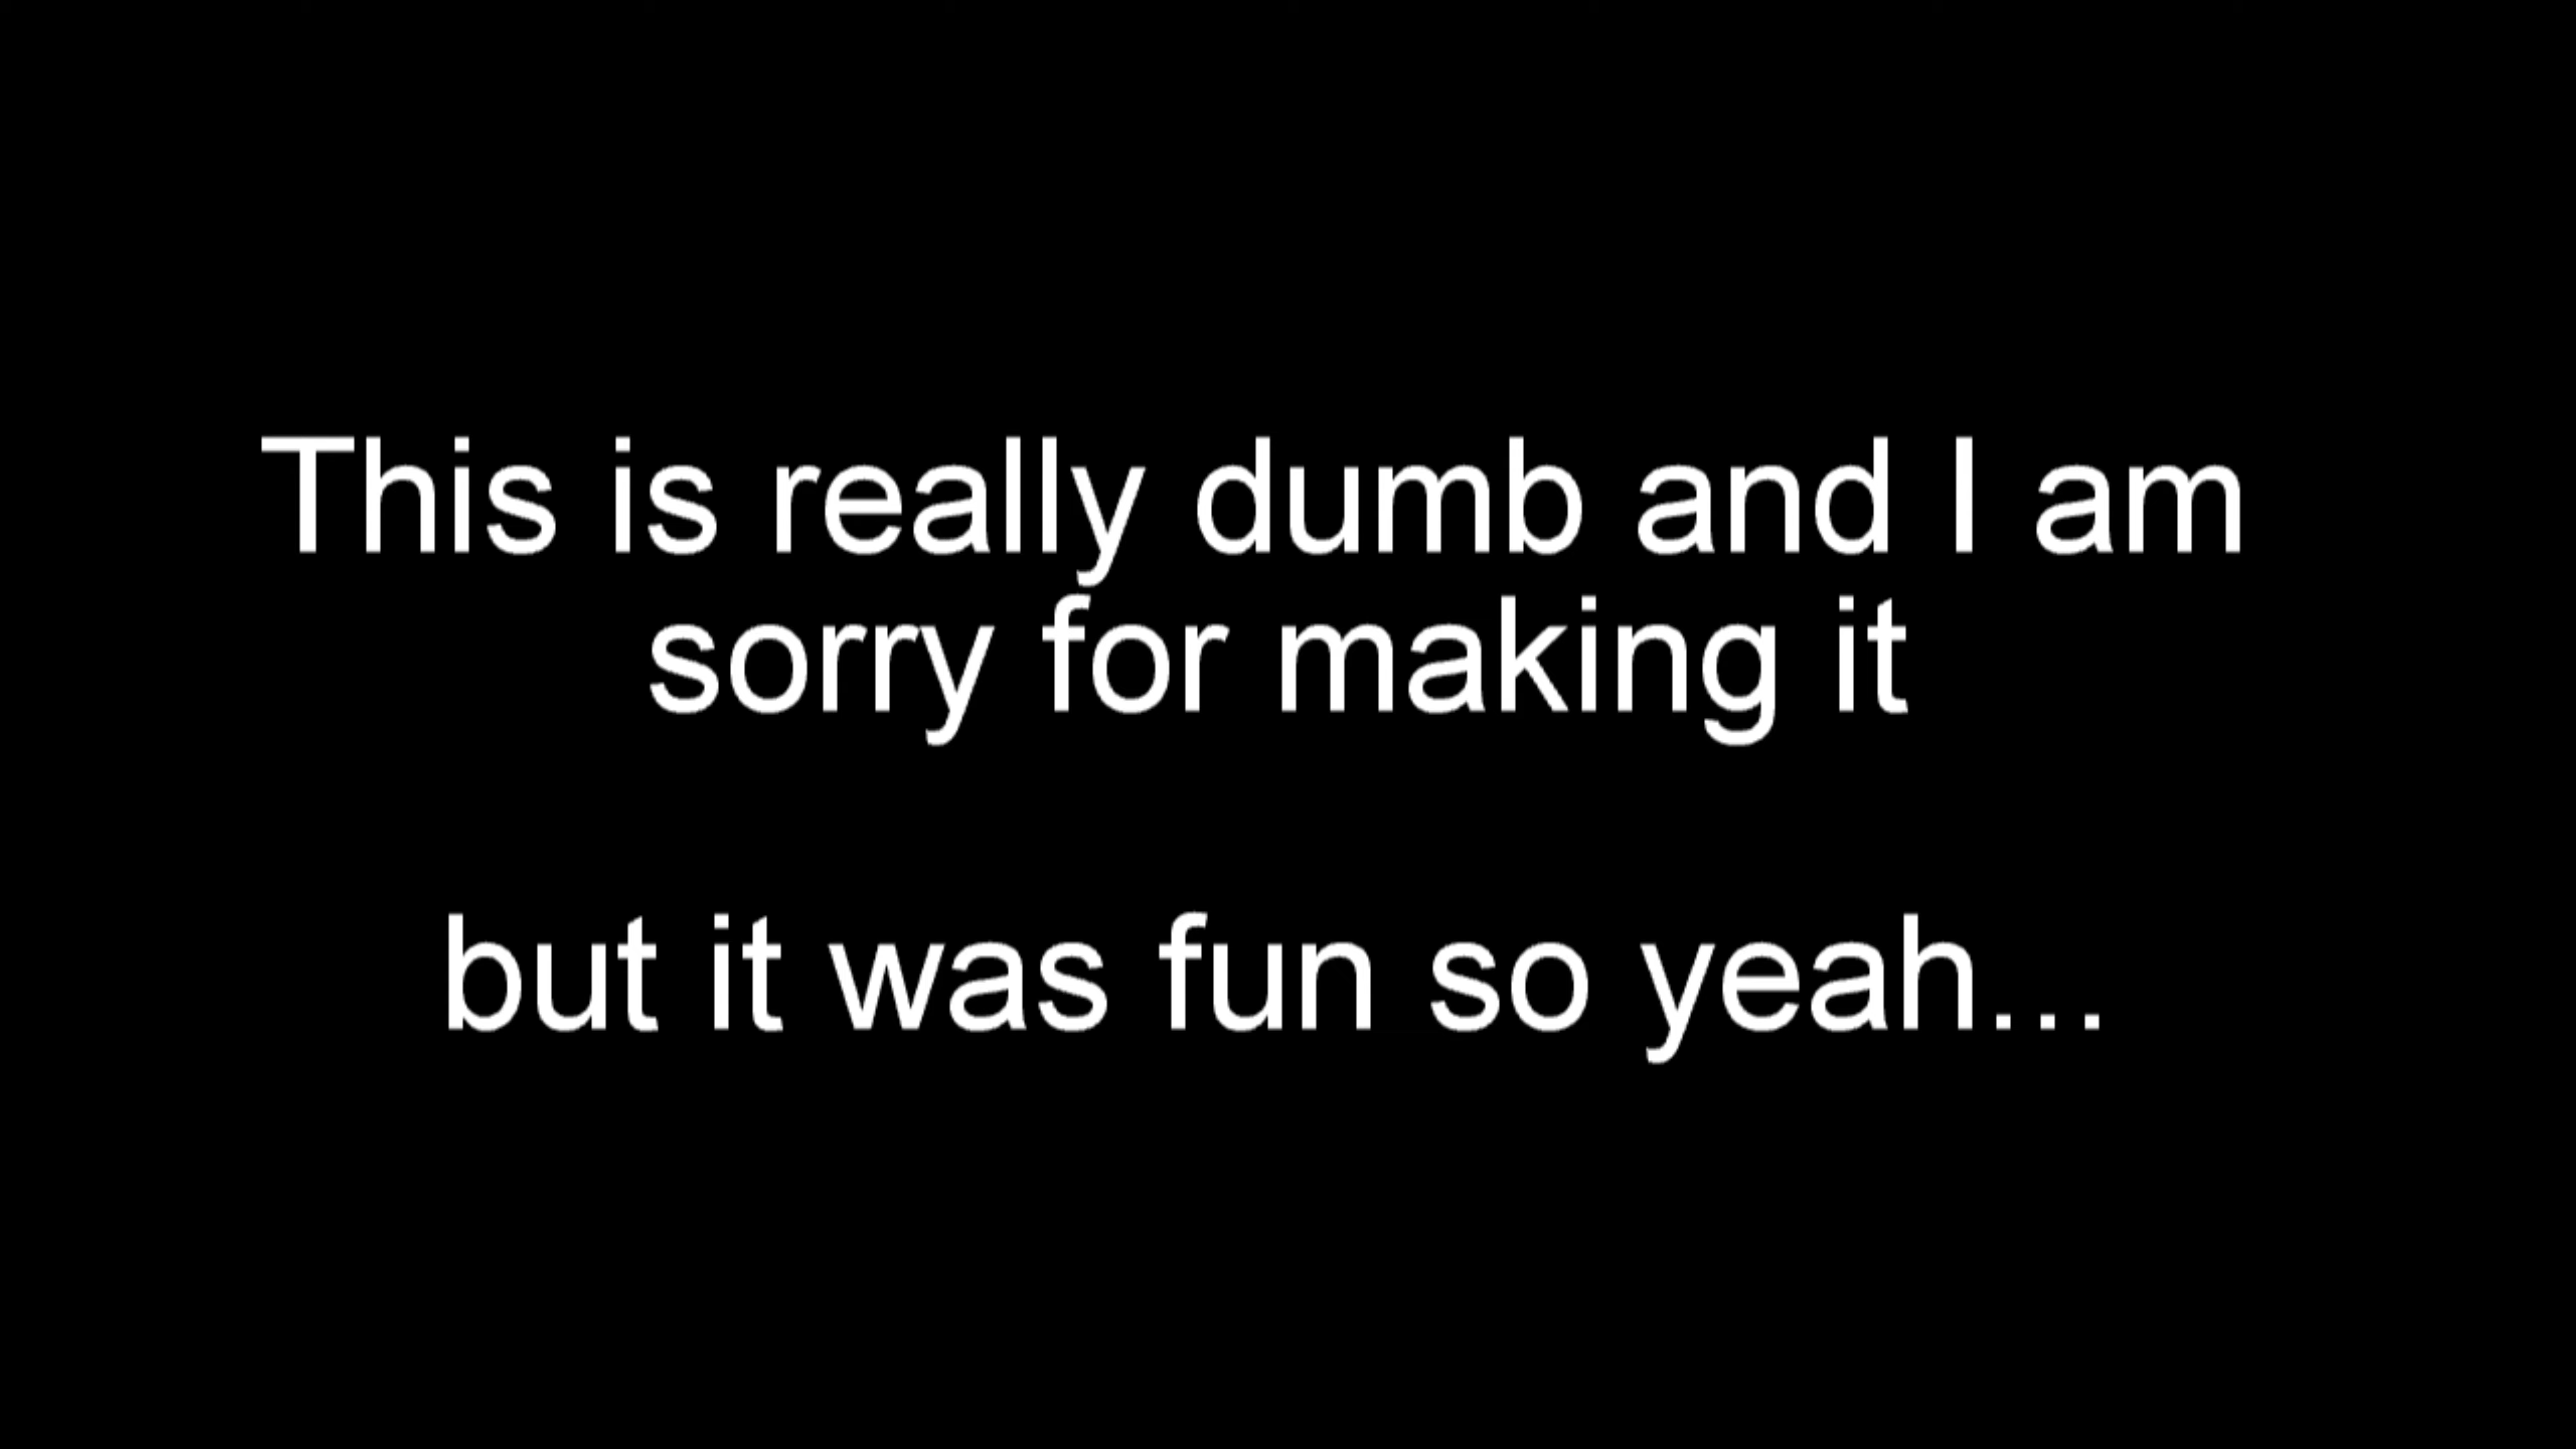 This is really dumb and I am
sorry for making it
but it was fun so yeah...